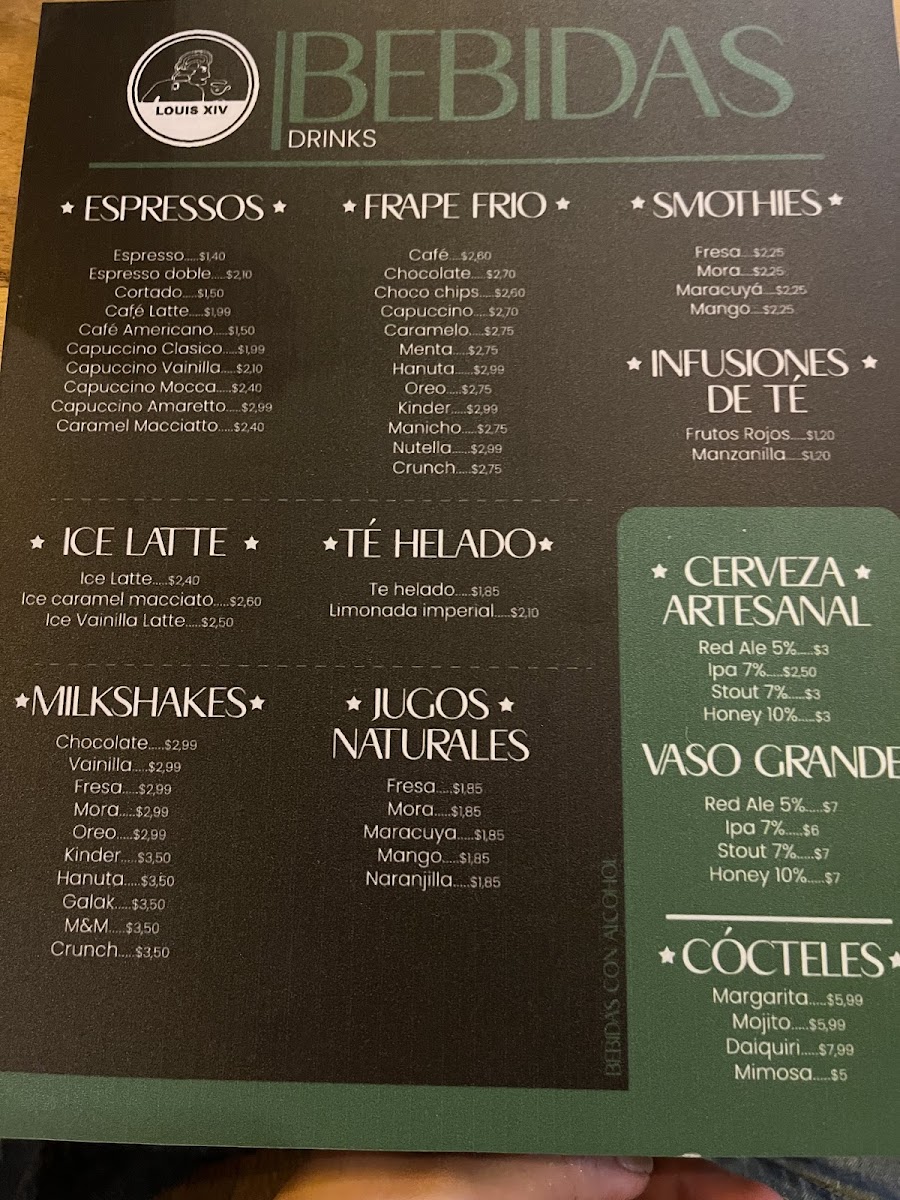 LOUIS XIV
BEBIDAS
DRINKS
ESPRESSOS
Espresso.....$1,40
Espresso doble.....$2,10
Cortado.....$1,50
Café Latte.....$1,99
Café Americano.....$1,50
Capuccino Clasico.....$1,99
Capuccino Vainilla.....$2,10
Capuccino Mocca.....$2,40
Capuccino Amaretto.....$2,99
Caramel Macciatto.....$2,40
FRAPE FRIO
Café.....$2,60
Chocolate.....$2,70
Choco chips.....$2,60
Capuccino.....$2,70
Caramelo.....$2,75
Menta.....$2,75
Hanuta.....$2,99
Oreo.....$2,75
Kinder.....$2,99
Manicho.....$2,75
Nutella.....$2,99
Crunch.....$2,75
SMOTHIES
Fresa.....$2,25
Mora.....$2,25
Maracuyá.....$2,25
Mango.....$2,25
INFUSIONES
DE TÉ
Frutos Rojos.....$1,20
Manzanilla.....$1,20
ICE LATTE
Ice Latte.....$2,40
Ice caramel macciato.....$2,60
Ice Vainilla Latte.....$2,50
TÉ HELADO
Te helado.....$1,85
Limonada imperial.....$2,10
MILKSHAKES
Chocolate.....$2,99
Vainilla.....$2,99
Fresa.....$2,99
Mora.....$2,99
Oreo.....$2,99
Kinder.....$3,50
Hanuta.....$3,50
Galak.....$3,50
M&M.....$3,50
Crunch.....$3,50
JUGOS
NATURALES
Fresa.....$1,85
Mora.....$1,85
Maracuya.....$1,85
Mango.....$1,85
Naranjilla.....$1,85
BEBIDAS CON ALCOHOL
CERVEZA
ARTESANAL
Red Ale 5%.....$3
Ipa 7%.....$2,50
Stout 7%.....$3
Honey 10%.....$3
VASO GRANDE
Red Ale 5%.....$7
Ipa 7%.....$6
Stout 7%.....$7
Honey 10%.....$7
CÓCTELES
Margarita.....$5,99
Mojito.....$5,99
Daiquiri.....$7,99
Mimosa.....$5